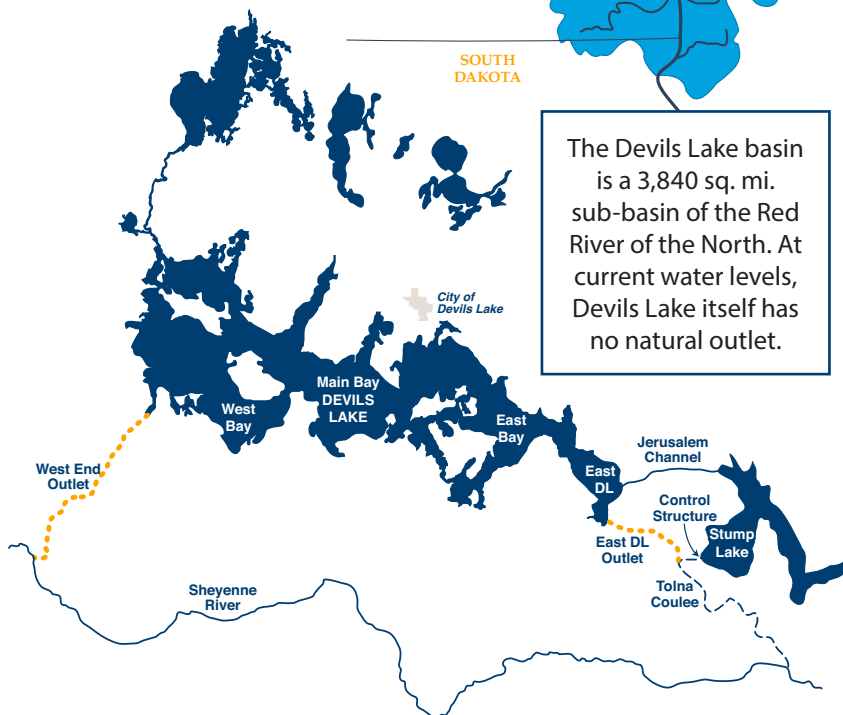 SOUTH
DAKOTA
The Devils Lake basin
is a 3,840 sq. mi.
sub-basin of the Red
River of the North. At
current water levels,
Devils Lake itself has
no natural outlet.
City of
Devils Lake
Main Bay
DEVILS
LAKE
West
Bay
East
Bay
Jerusalem
Channel
West End
Outlet
East
DL
Control
Structure
Stump
Lake
East DL
Outlet
Tolna
Coulee
Sheyenne
River